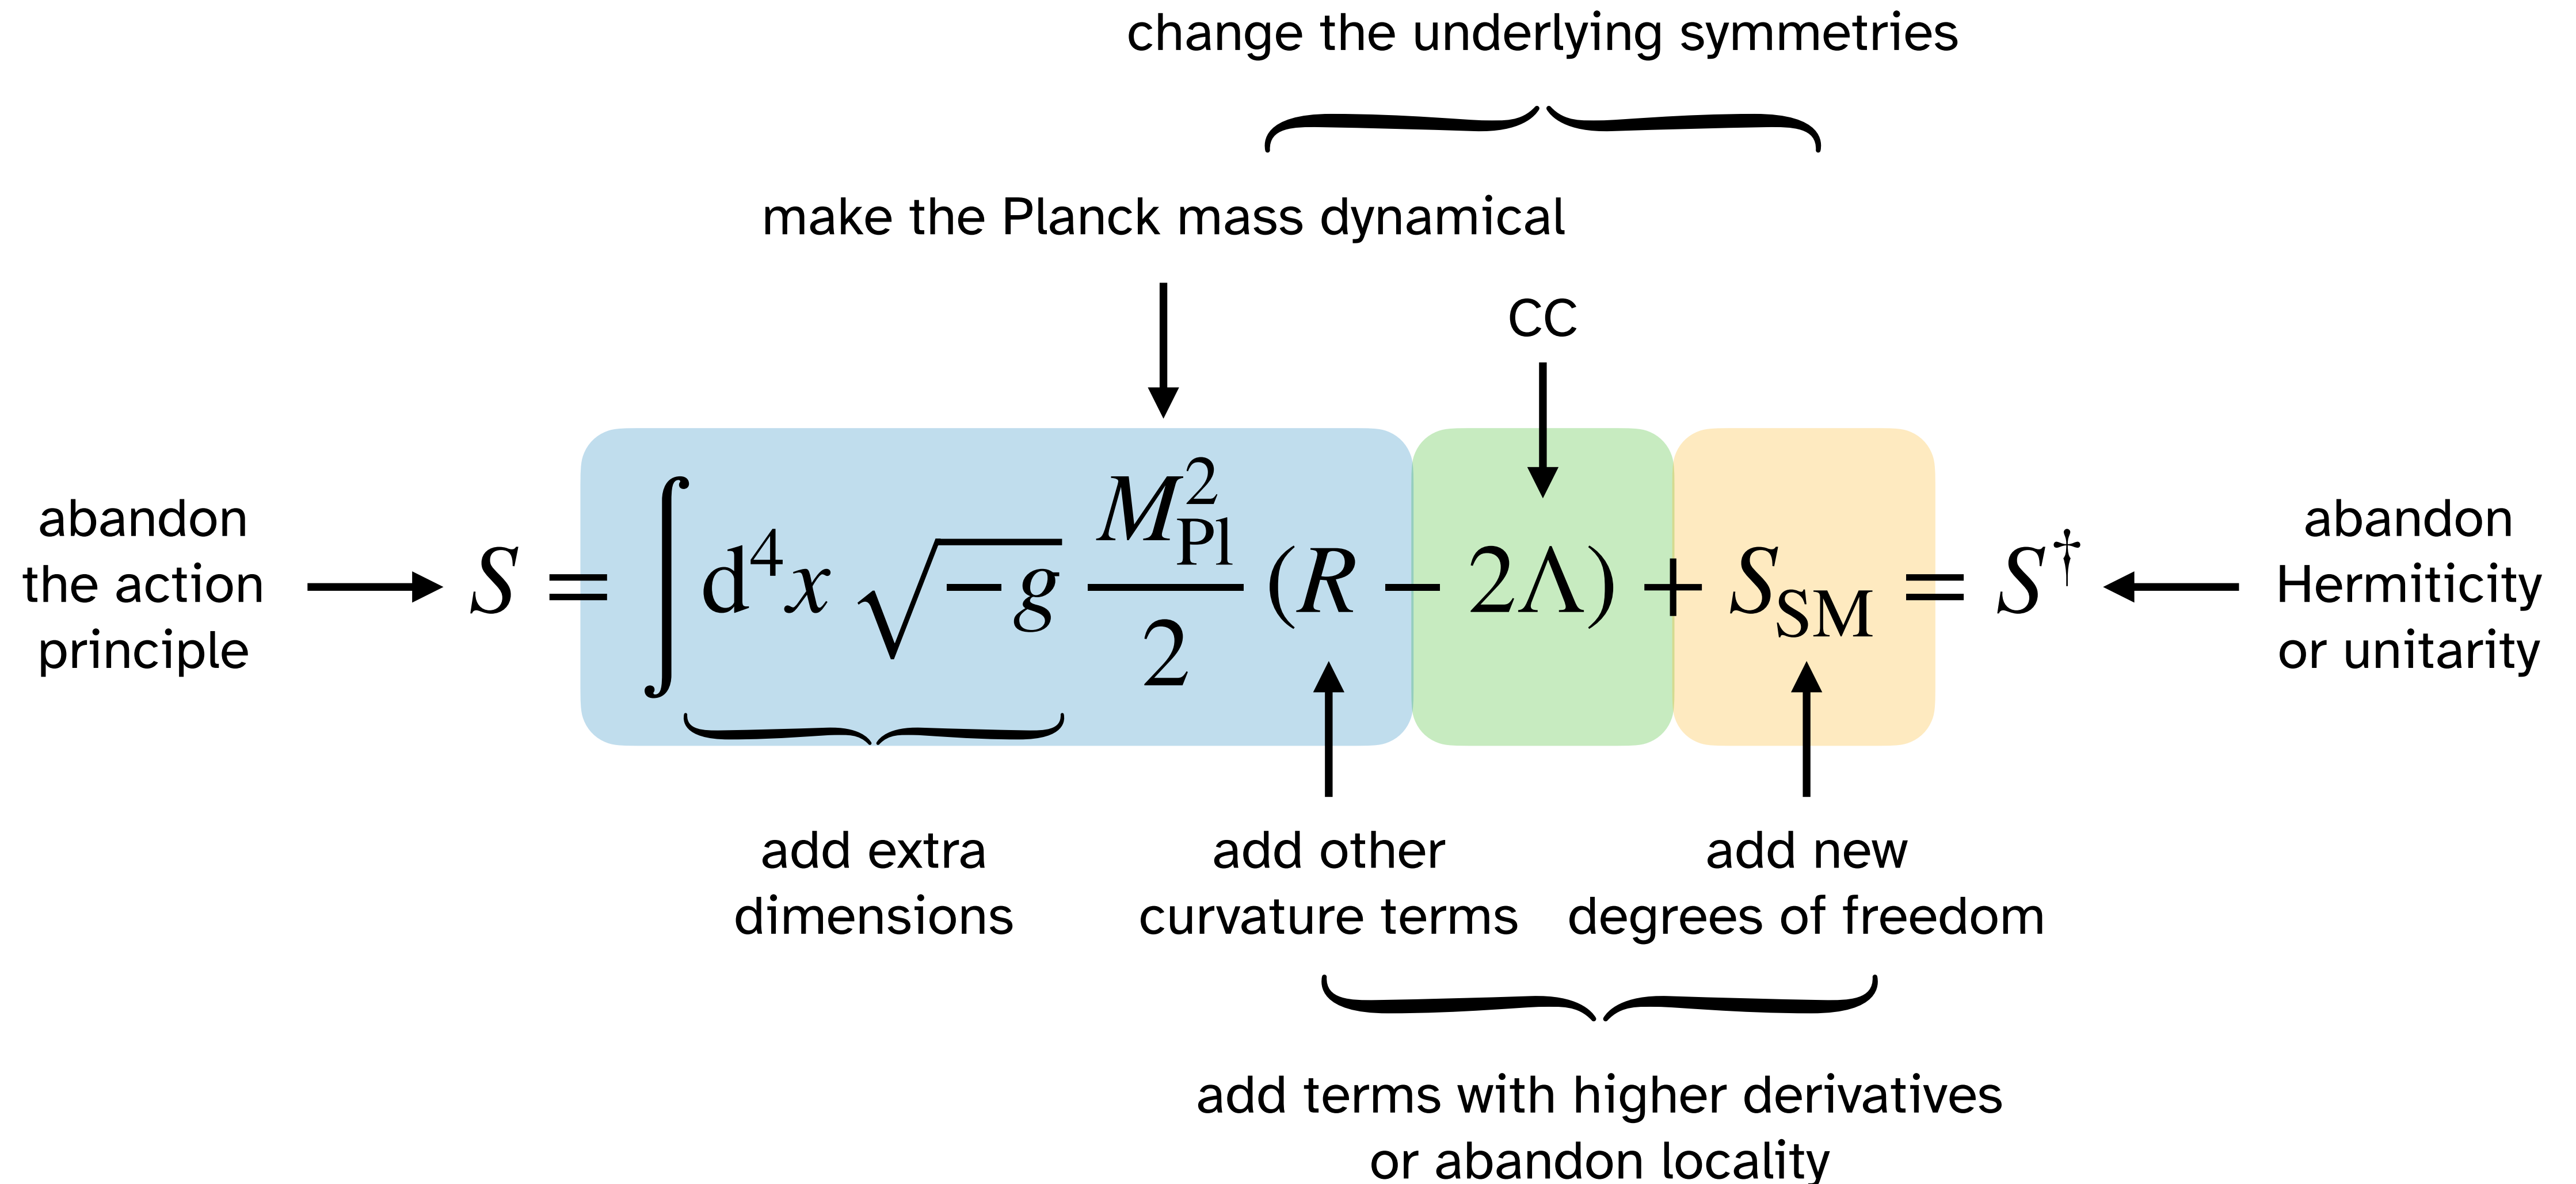 change the underlying symmetries
make the Planck mass dynamical
CC
abandon
the action
principle
S = ∫ d⁴x √−g M²_Pl / 2 (R − 2Λ) + S_SM = S†
abandon
Hermiticity
or unitarity
add extra
dimensions
add other
curvature terms
add new
degrees of freedom
add terms with higher derivatives
or abandon locality